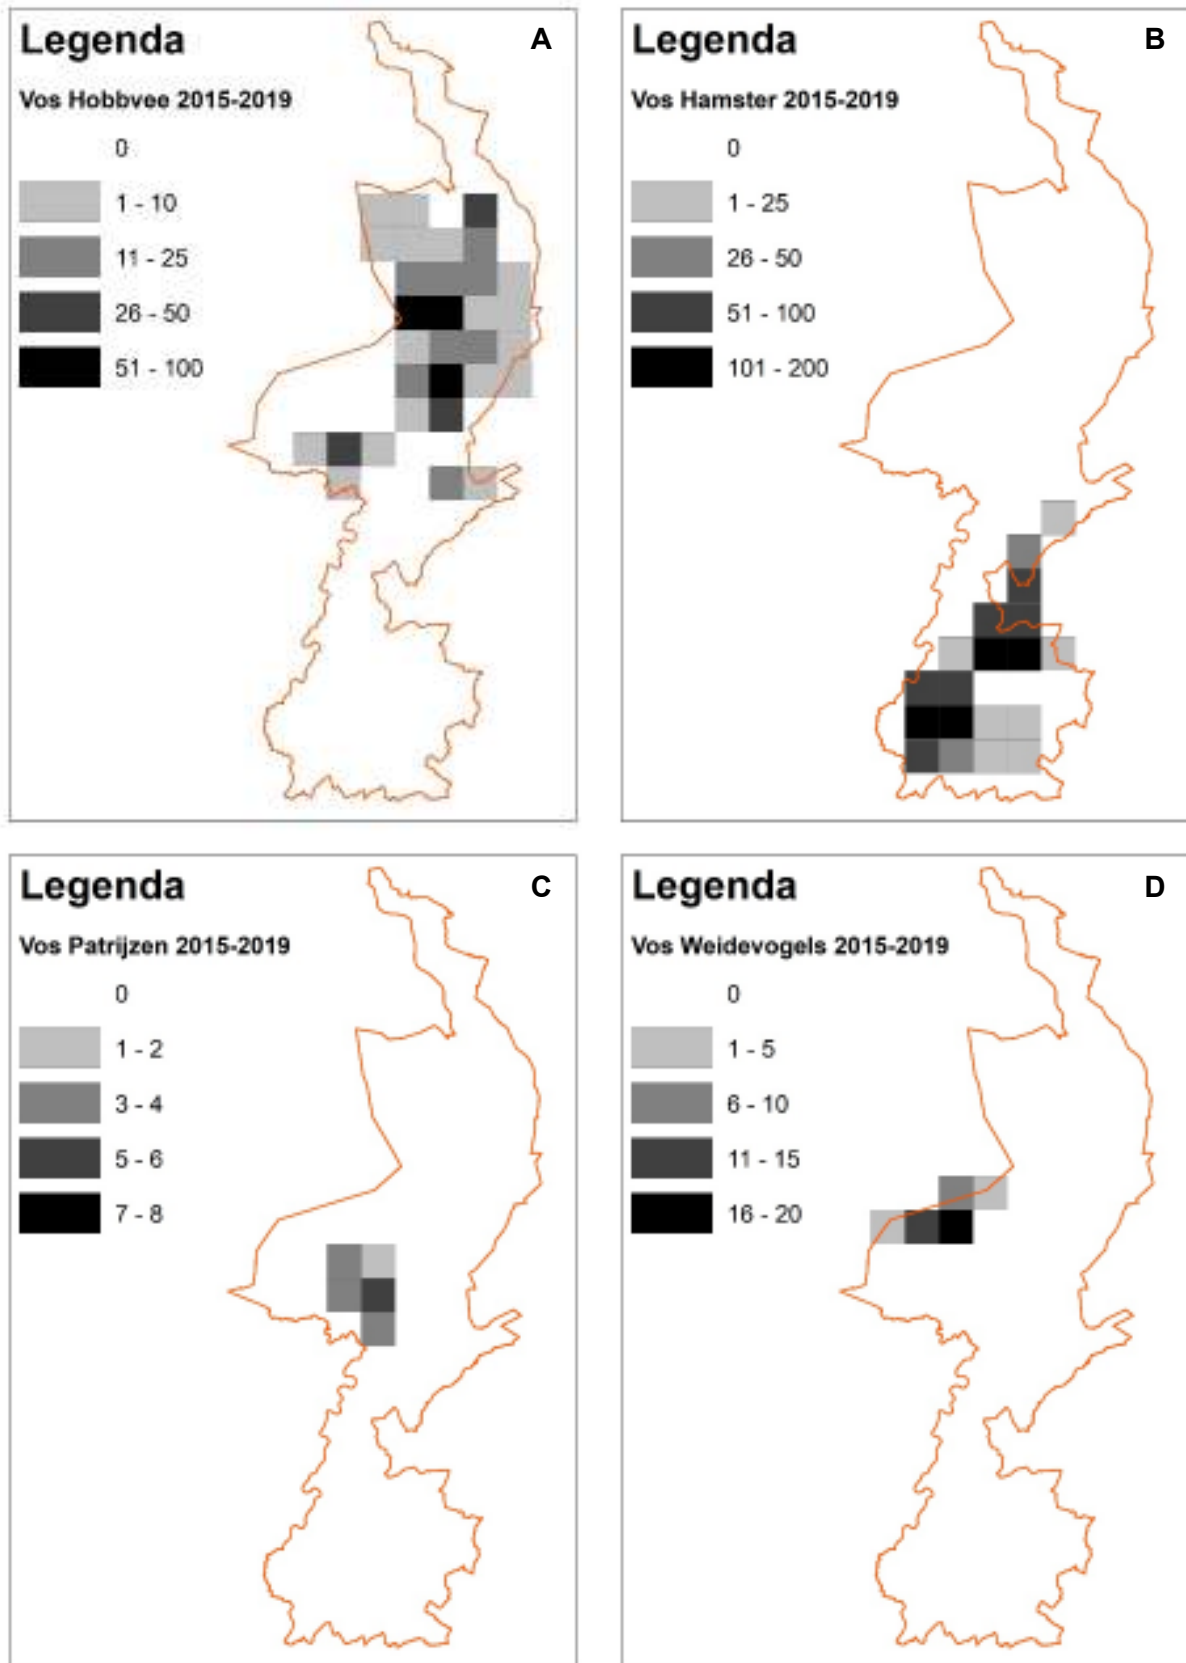 Legenda
A
Vos Hobbvee 2015-2019
0
1 - 10
11 - 25
26 - 50
51 - 100
Legenda
B
Vos Hamster 2015-2019
0
1 - 25
26 - 50
51 - 100
101 - 200
Legenda
C
Vos Patrijzen 2015-2019
0
1 - 2
3 - 4
5 - 6
7 - 8
Legenda
D
Vos Weidevogels 2015-2019
0
1 - 5
6 - 10
11 - 15
16 - 20